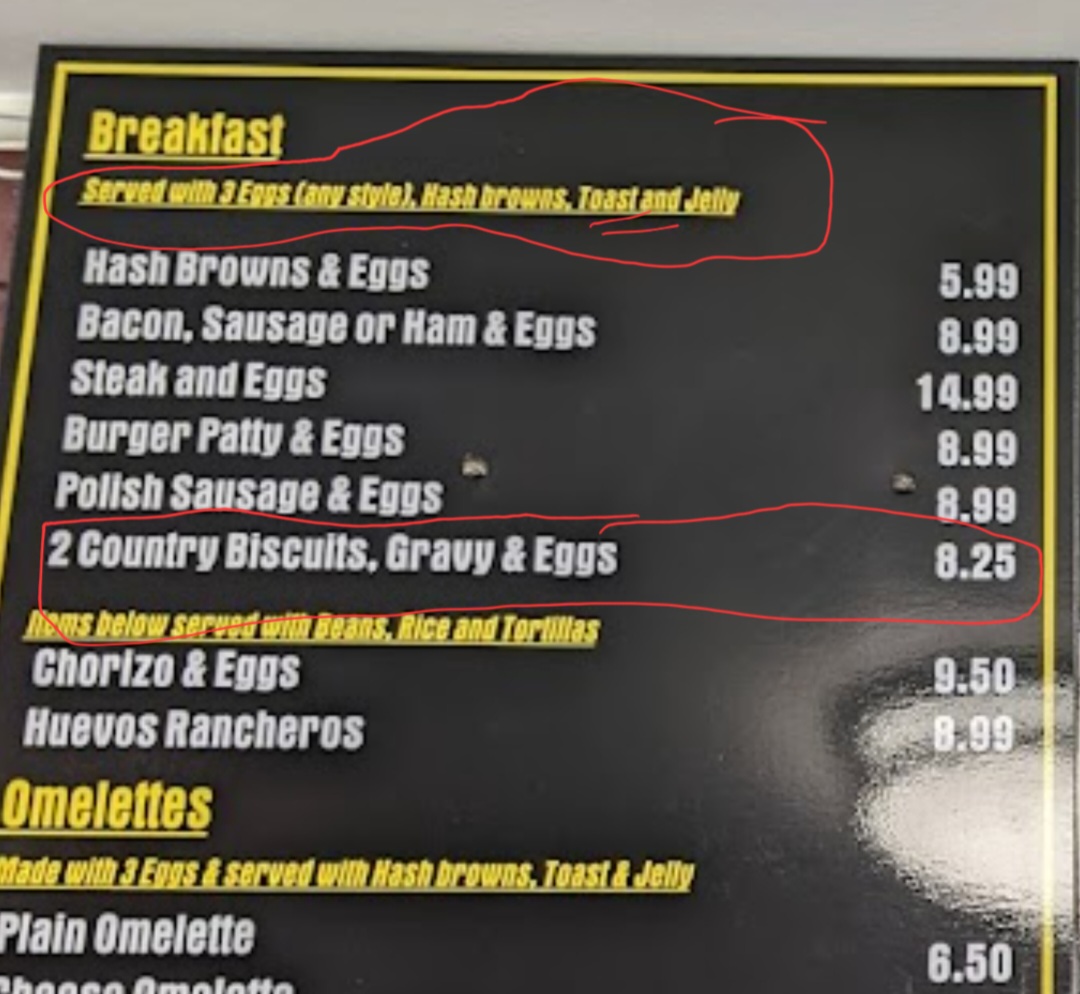 Breakfast
Served with 3 Eggs (any style), Hash browns, Toast and Jelly
Hash Browns & Eggs 5.99
Bacon, Sausage or Ham & Eggs 8.99
Steak and Eggs 14.99
Burger Patty & Eggs 8.99
Polish Sausage & Eggs 8.99
2 Country Biscuits, Gravy & Eggs 8.25
Items below served with Beans, Rice and Tortillas
Chorizo & Eggs 9.50
Huevos Rancheros 8.99
Omelettes
Made with 3 Eggs & served with Hash browns, Toast & Jelly
Plain Omelette 6.50
Cheese Omelette